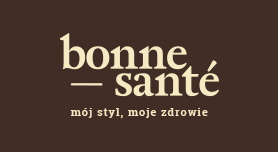 bonne
— santé
mój styl, moje zdrowie